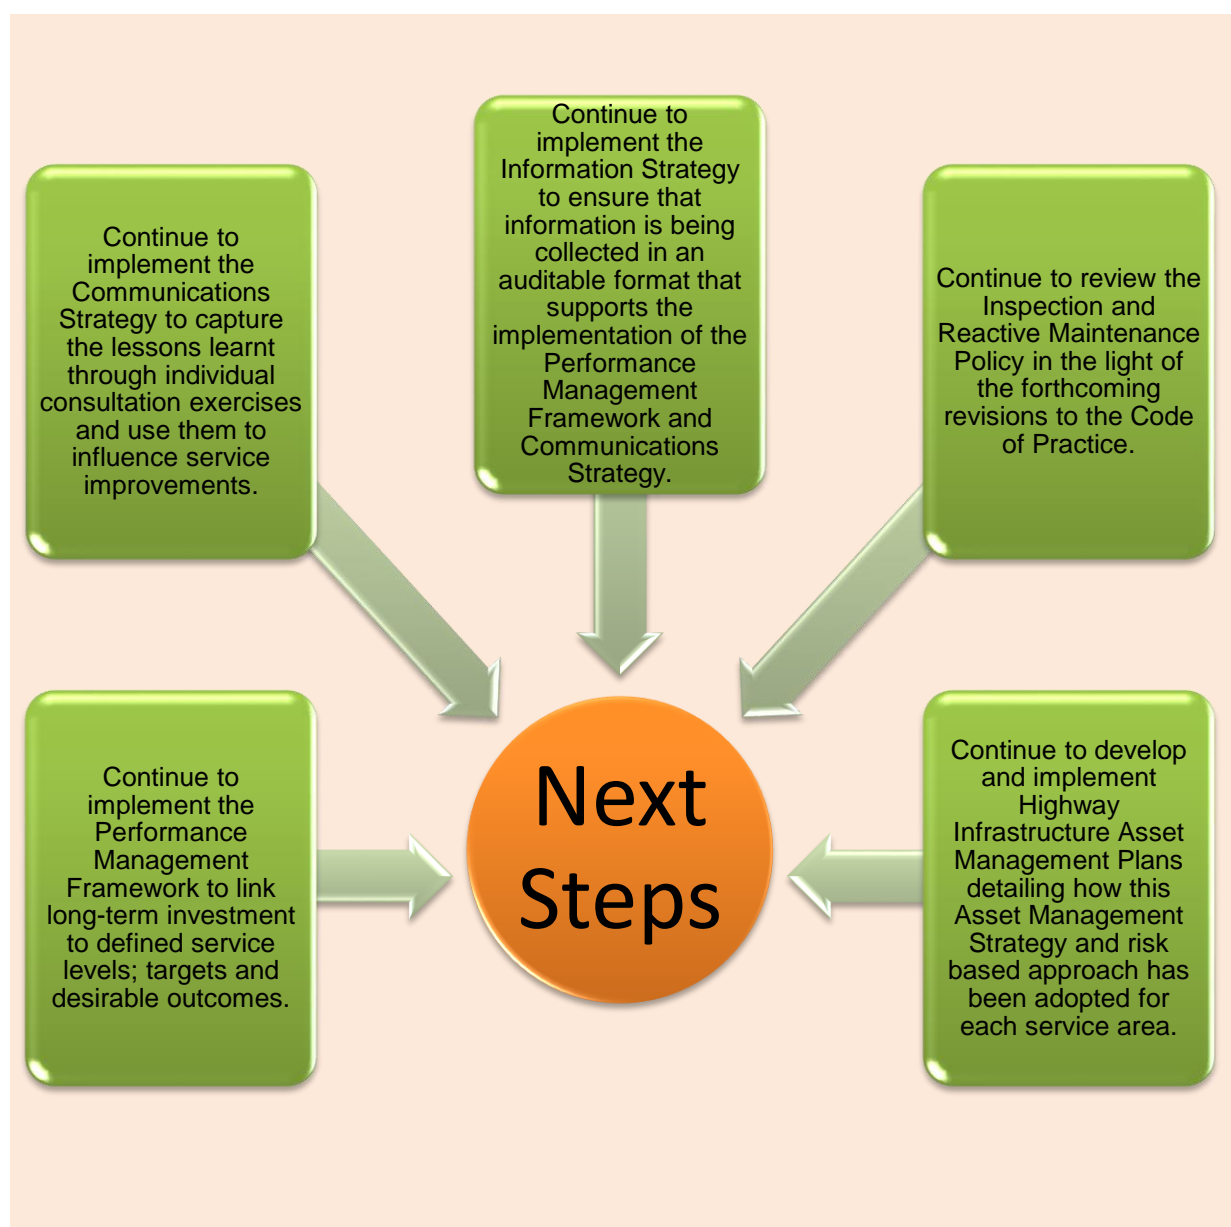 Continue to
implement the
Communications
Strategy to capture
the lessons learnt
through individual
consultation exercises
and use them to
influence service
improvements.
Continue to
implement the
Information Strategy
to ensure that
information is being
collected in an
auditable format that
supports the
implementation of the
Performance
Management
Framework and
Communications
Strategy.
Continue to review the
Inspection and
Reactive Maintenance
Policy in the light of
the forthcoming
revisions to the Code
of Practice.
Continue to
implement the
Performance
Management
Framework to link
long-term investment
to defined service
levels; targets and
desirable outcomes.
Next
Steps
Continue to develop
and implement
Highway
Infrastructure Asset
Management Plans
detailing how this
Asset Management
Strategy and risk
based approach has
been adopted for
each service area.